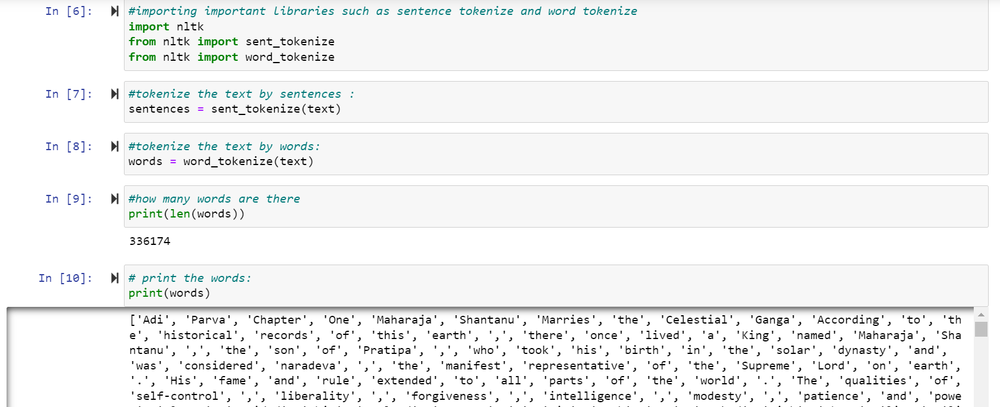 In [6]:
#importing important libraries such as sentence tokenize and word tokenize
import nltk
from nltk import sent_tokenize
from nltk import word_tokenize
In [7]:
#tokenize the text by sentences :
sentences = sent_tokenize(text)
In [8]:
#tokenize the text by words:
words = word_tokenize(text)
In [9]:
#how many words are there
print(len(words))
336174
In [10]:
# print the words:
print(words)
['Adi', 'Parva', 'Chapter', 'One', 'Maharaja', 'Shantanu', 'Marries', 'the', 'Celestial', 'Ganga', 'According', 'to', 'th
e', 'historical', 'records', 'of', 'this', 'earth', ',', 'there', 'once', 'lived', 'a', 'King', 'named', 'Maharaja', 'Sha
ntanu', ',', 'the', 'son', 'of', 'Pratipa', ',', 'who', 'took', 'his', 'birth', 'in', 'the', 'solar', 'dynasty', 'and',
'was', 'considered', 'naradeva', ',', 'the', 'manifest', 'representative', 'of', 'the', 'Supreme', 'Lord', 'on', 'earth',
'.', 'His', 'fame', 'and', 'rule', 'extended', 'to', 'all', 'parts', 'of', 'the', 'world', '.', 'The', 'qualities', 'of',
'self-control', ',', 'liberality', ',', 'forgiveness', ',', 'intelligence', ',', 'modesty', ',', 'patience', 'and', 'powe